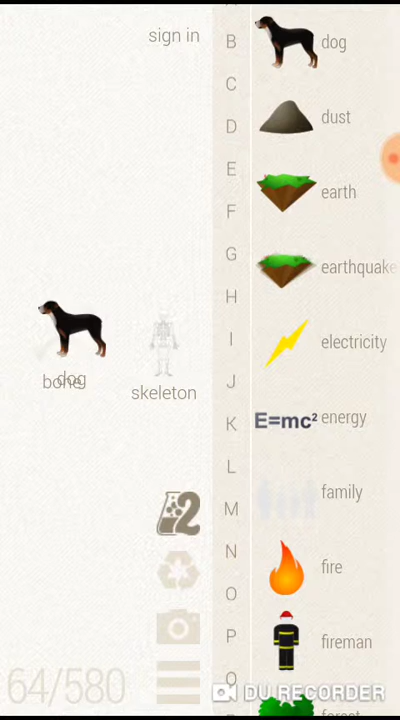 sign in
B
C
D
E
F
G
H
I
J
K
L
M
N
O
P
Q
dog
dust
earth
earthquake
electricity
E=mc² energy
family
fire
fireman
forest
bone
dog
skeleton
2
64/580
DU RECORDER